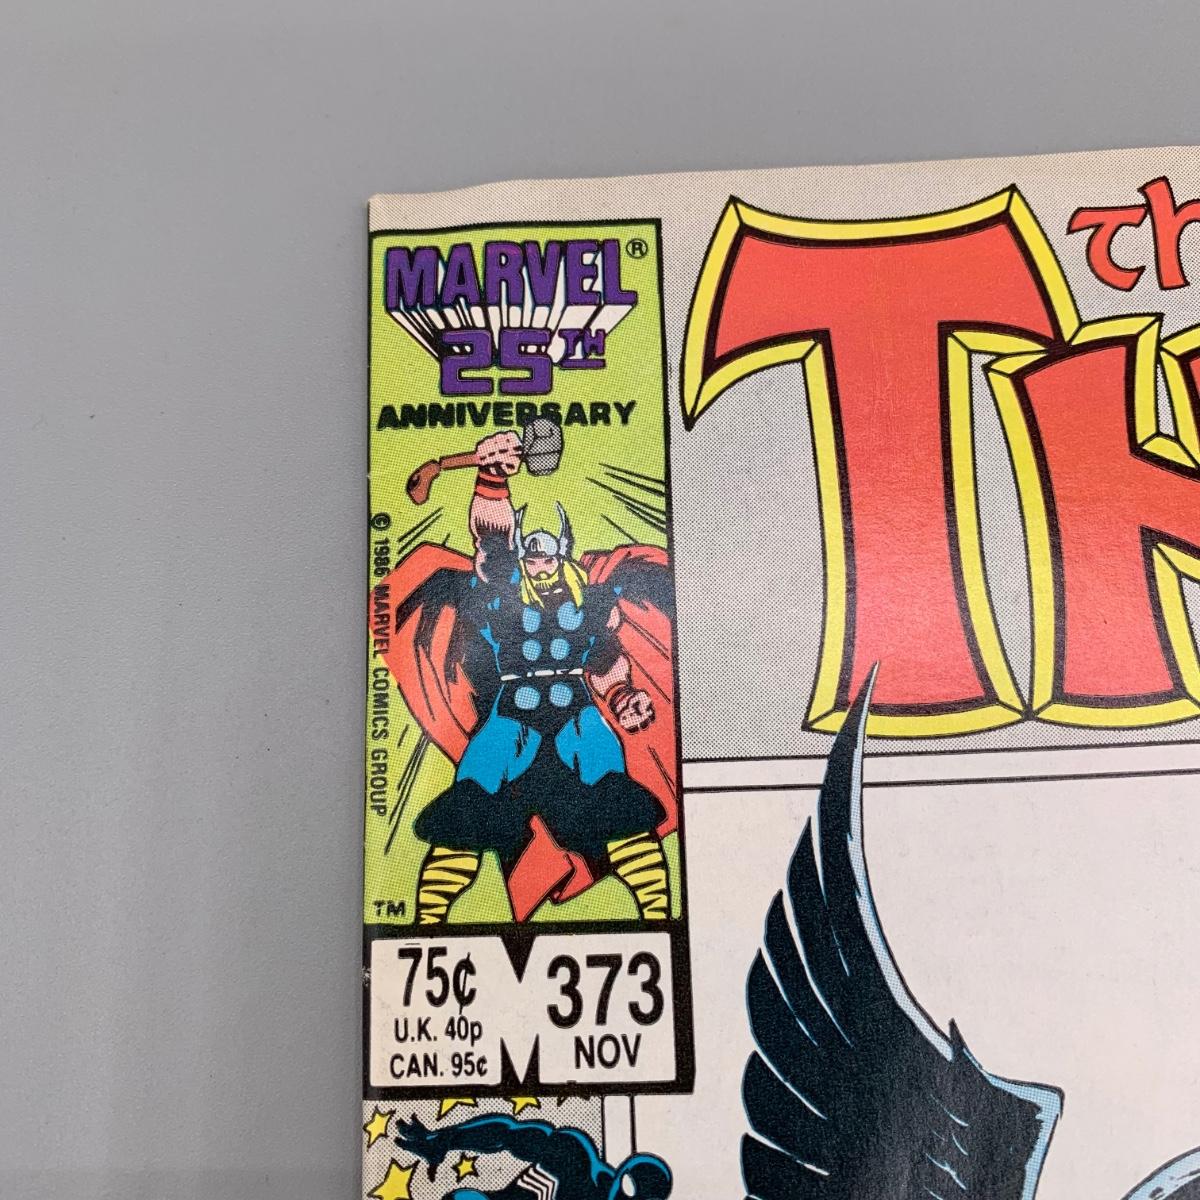 MARVEL®
25TH
ANNIVERSARY
© 1986 MARVEL COMICS GROUP
TM
75¢
U.K. 40p
CAN. 95¢
373
NOV